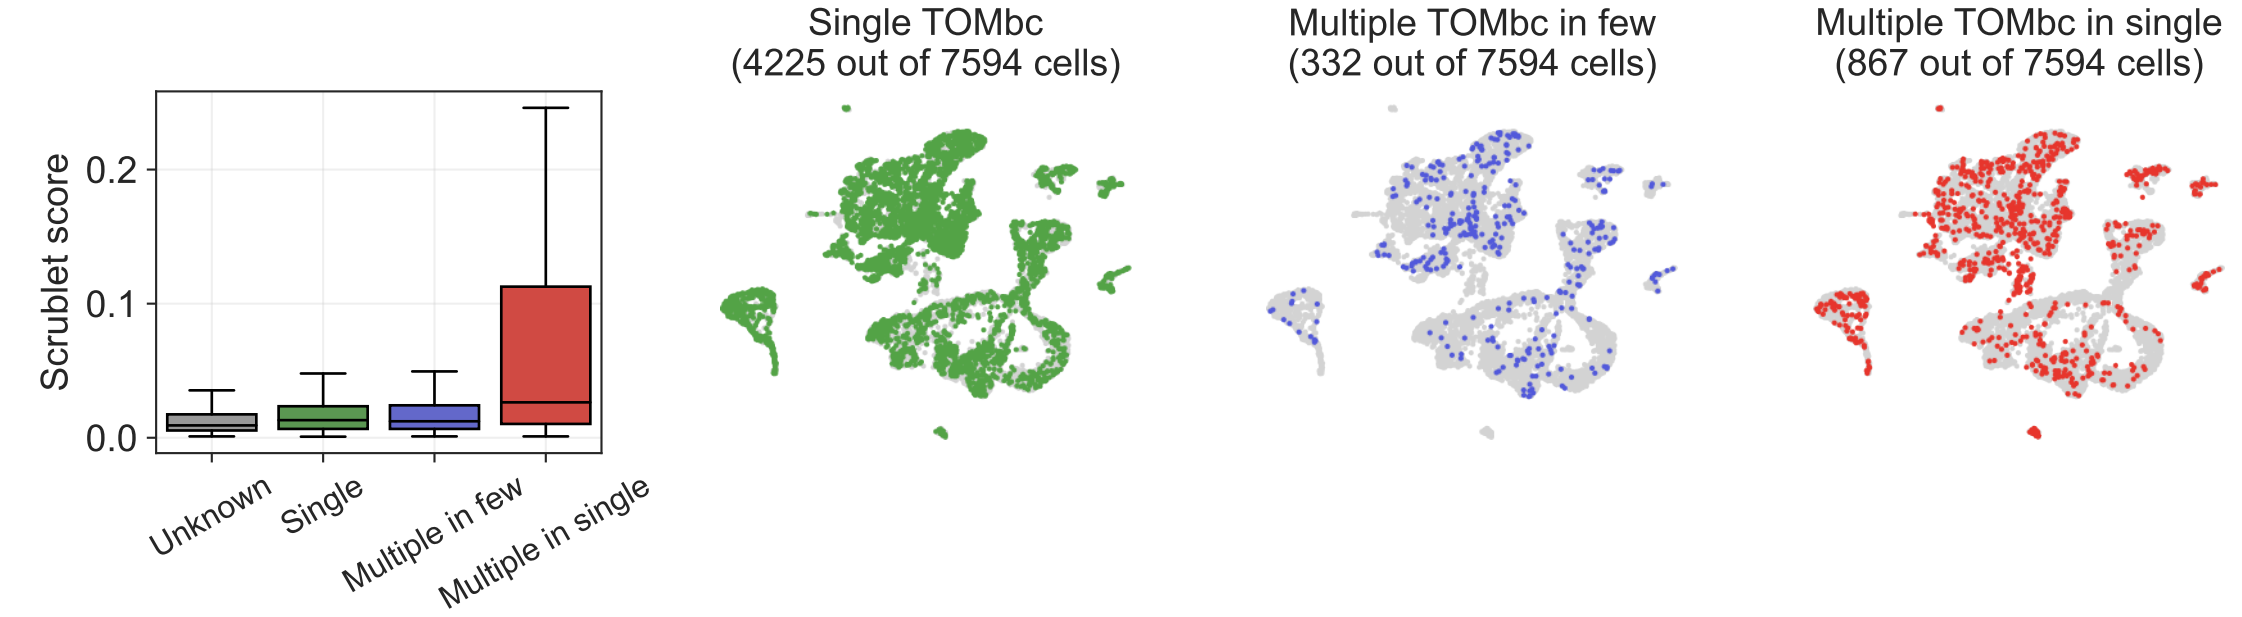 Scrublet score
0.2
0.1
0.0
Unknown
Single
Multiple in few
Multiple in single
Single TOMbc
(4225 out of 7594 cells)
Multiple TOMbc in few
(332 out of 7594 cells)
Multiple TOMbc in single
(867 out of 7594 cells)